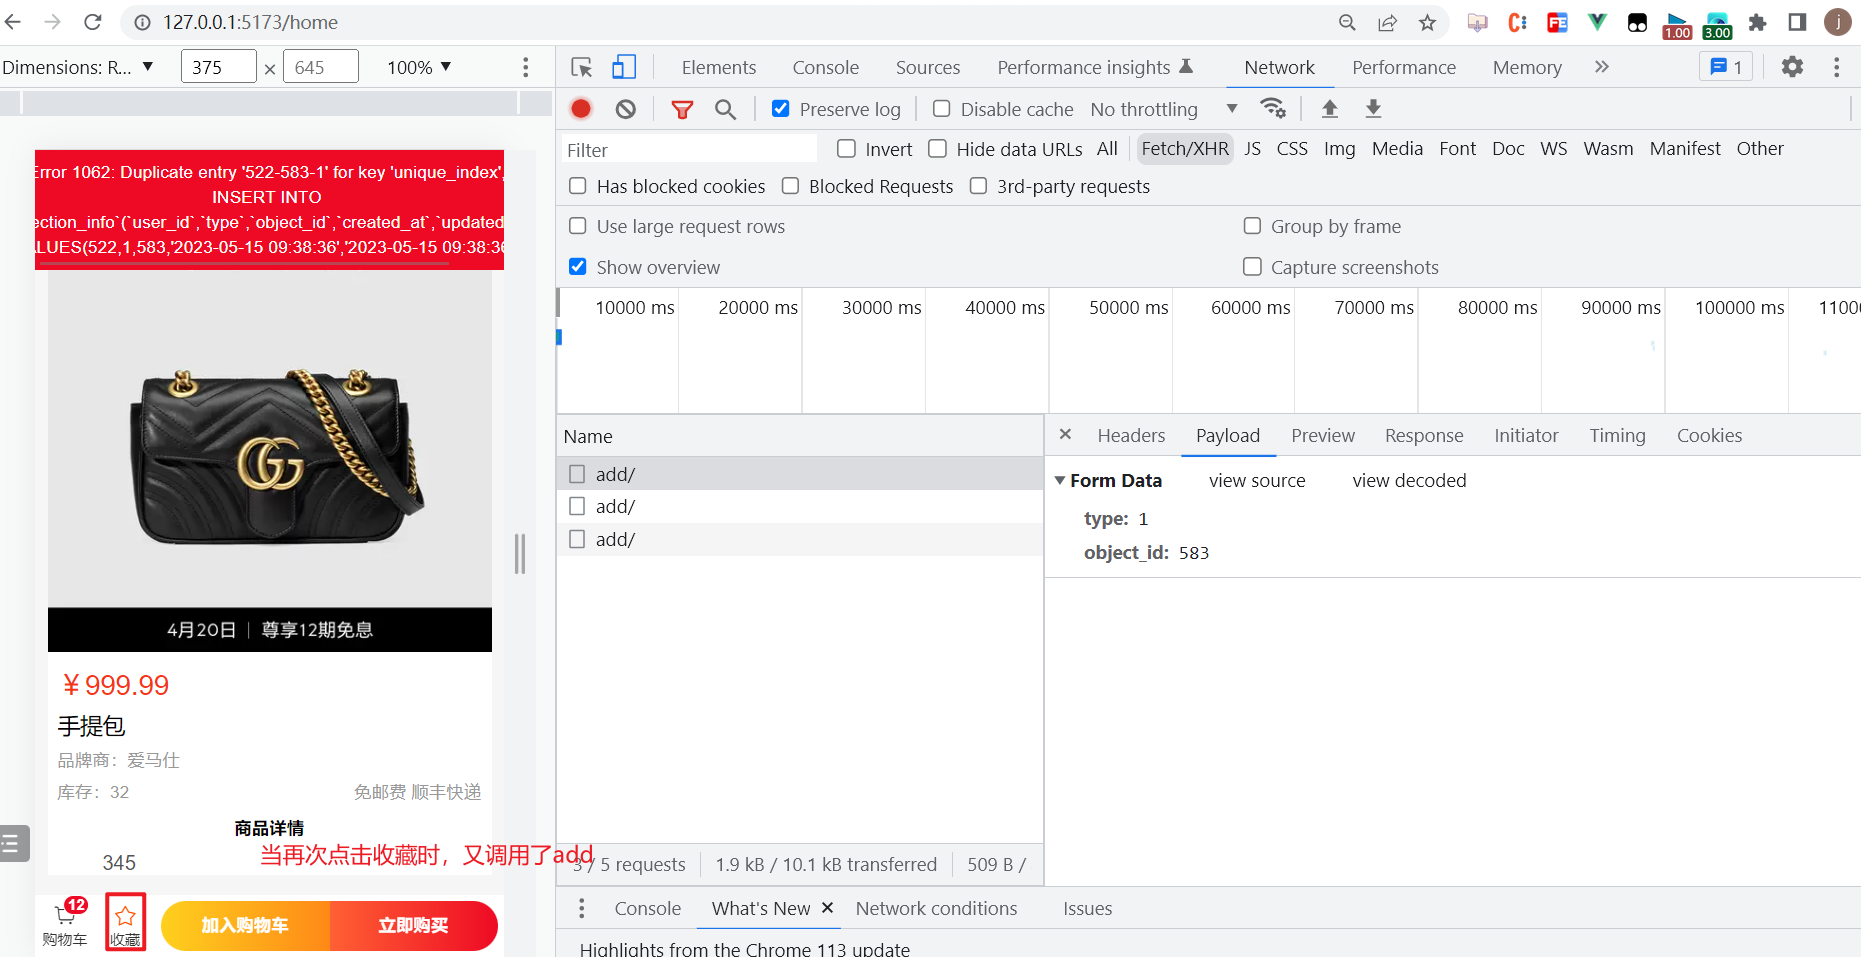 127.0.0.1:5173/home
j
1.00
3.00
Dimensions: R... ▼ 375 × 645 100% ▼
Elements Console Sources Performance insights Network Performance Memory » 1
Preserve log Disable cache No throttling ▼
Filter
Invert Hide data URLs All Fetch/XHR JS CSS Img Media Font Doc WS Wasm Manifest Other
Has blocked cookies Blocked Requests 3rd-party requests
Use large request rows Group by frame
Show overview Capture screenshots
10000 ms 20000 ms 30000 ms 40000 ms 50000 ms 60000 ms 70000 ms 80000 ms 90000 ms 100000 ms 1100
Error 1062: Duplicate entry '522-583-1' for key 'unique_index',
INSERT INTO
ection_info`(`user_id`,`type`,`object_id`,`created_at`,`updated
ALUES(522,1,583,'2023-05-15 09:38:36','2023-05-15 09:38:36
4月20日 | 尊享12期免息
￥999.99
手提包
品牌商：爱马仕
库存：32 免邮费 顺丰快递
商品详情
345
当再次点击收藏时，又调用了add
12
购物车
收藏
加入购物车
立即购买
Name
add/
add/
add/
3 / 5 requests 1.9 kB / 10.1 kB transferred 509 B /
× Headers Payload Preview Response Initiator Timing Cookies
▼ Form Data view source view decoded
type: 1
object_id: 583
Console What's New × Network conditions Issues
Highlights from the Chrome 113 update